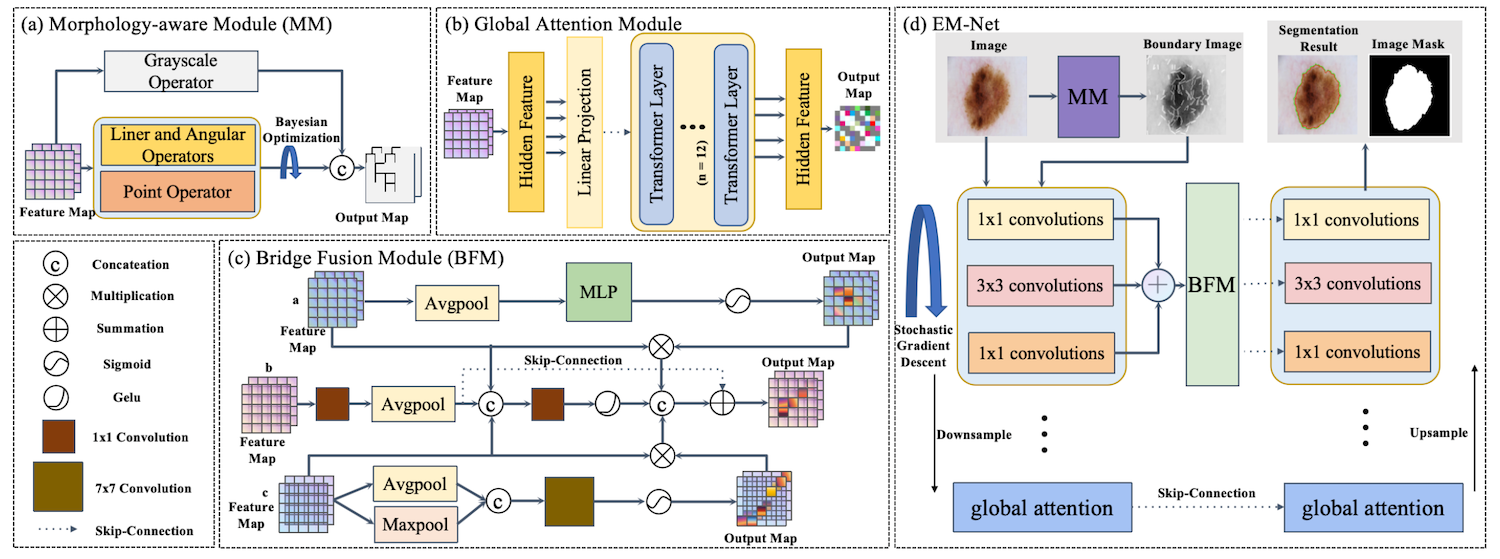 (a) Morphology-aware Module (MM)
Grayscale
Operator
Liner and Angular
Operators
Point Operator
Bayesian
Optimization
c
Feature Map
Output Map
(b) Global Attention Module
Feature
Map
Hidden Feature
Linear Projection
Transformer Layer
(n = 12)
Transformer Layer
Hidden Feature
Output
Map
c
Concateation
Multiplication
Summation
Sigmoid
Gelu
1x1 Convolution
7x7 Convolution
Skip-Connection
(c) Bridge Fusion Module (BFM)
a
Feature
Map
Avgpool
MLP
Output Map
Skip-Connection
b
Feature
Map
Avgpool
c
c
Output Map
c
Feature
Map
Avgpool
Maxpool
c
Output Map
(d) EM-Net
Image
MM
Boundary Image
Segmentation
Result
Image Mask
1x1 convolutions
3x3 convolutions
1x1 convolutions
BFM
1x1 convolutions
3x3 convolutions
1x1 convolutions
Stochastic
Gradient
Descent
Downsample
Upsample
global attention
Skip-Connection
global attention